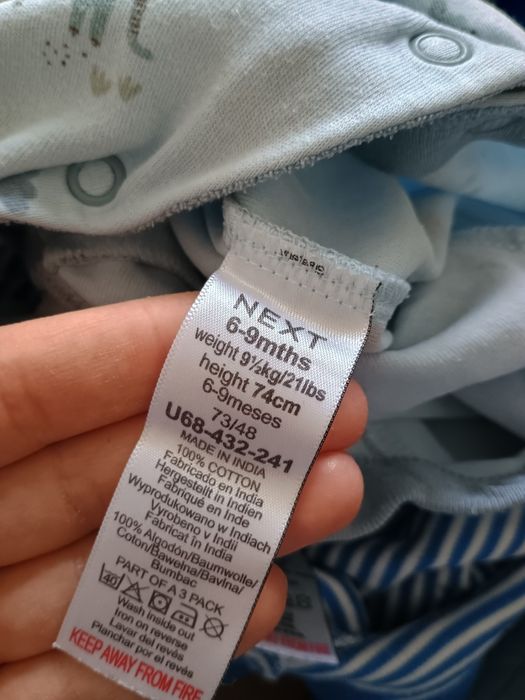 NEXT
6-9mths
weight 9½kg/21lbs
height 74cm
6-9meses
73/48
U68-432-241
MADE IN INDIA
100% COTTON
Fabricado en India
Hergestellt in Indien
Fabriqué en Inde
Wyprodukowano w Indiach
Vyrobeno v Indii
Fabricat în India
100% Algodón/Baumwolle/
Coton/Bawełna/Bavlna/
Bumbac
PART OF A 3 PACK
40
Wash inside out
Iron on reverse
Lavar del revés
Planchar por el revés
KEEP AWAY FROM FIRE